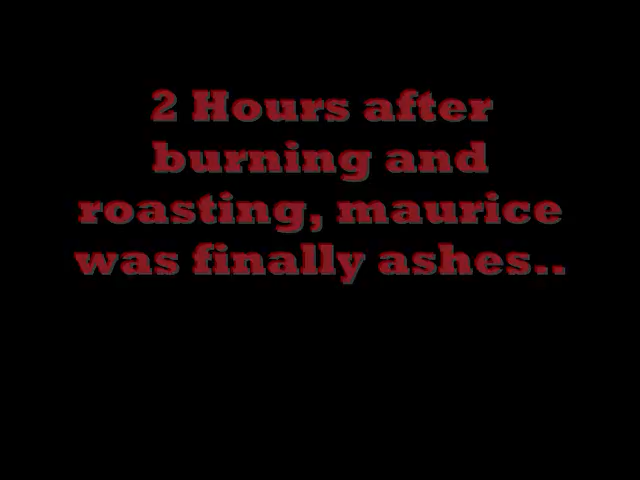 2 Hours after
burning and
roasting, maurice
was finally ashes..